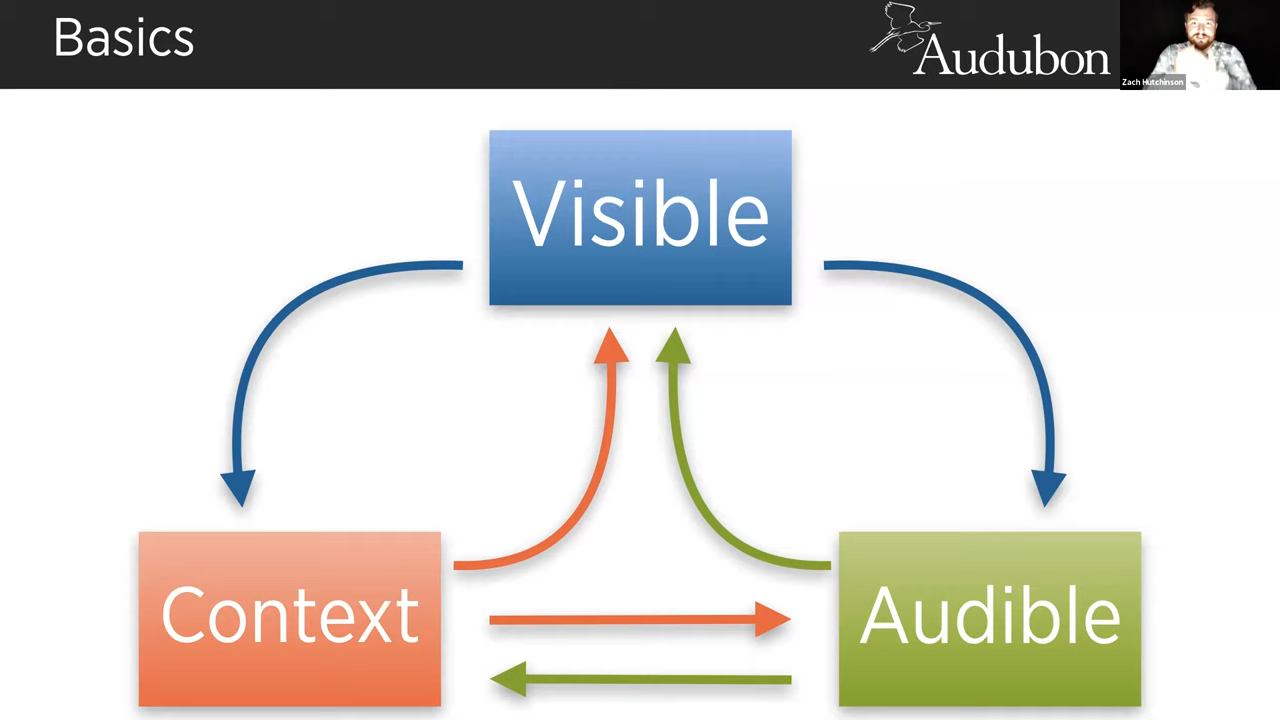 Basics
Audubon
Zach Hutchinson
Visible
Context
Audible